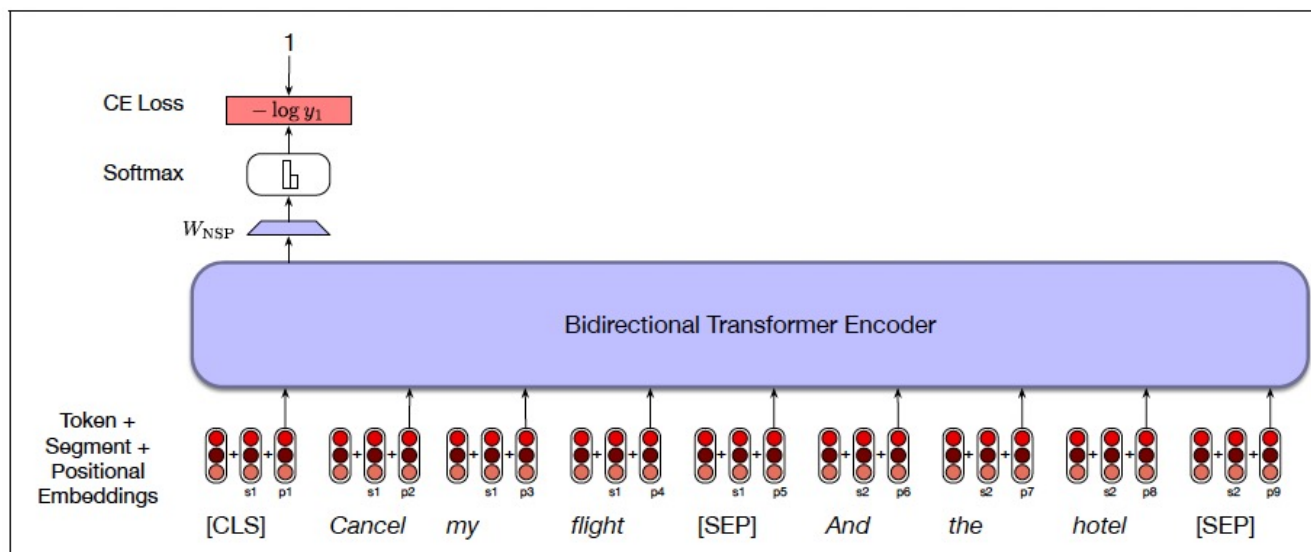 1
CE Loss
− log y₁
Softmax
W_NSP
Bidirectional Transformer Encoder
Token +
Segment +
Positional
Embeddings
+ + + + + + + + + + + + + + + + + +
s1 p1 s1 p2 s1 p3 s1 p4 s1 p5 s2 p6 s2 p7 s2 p8 s2 p9
[CLS] Cancel my flight [SEP] And the hotel [SEP]